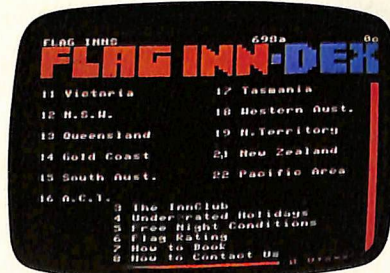 FLAG INNS 698a 0c
FLAG INN-DEX
11 Victoria
12 N.S.W.
13 Queensland
14 Gold Coast
15 South Aust.
16 A.C.T.
17 Tasmania
18 Western Aust.
19 N.Territory
21 New Zealand
22 Pacific Area
3 The InnClub
4 Underrated Holidays
5 Free Night Conditions
6 Flag Rating
7 How to Book
8 How to Contact Us